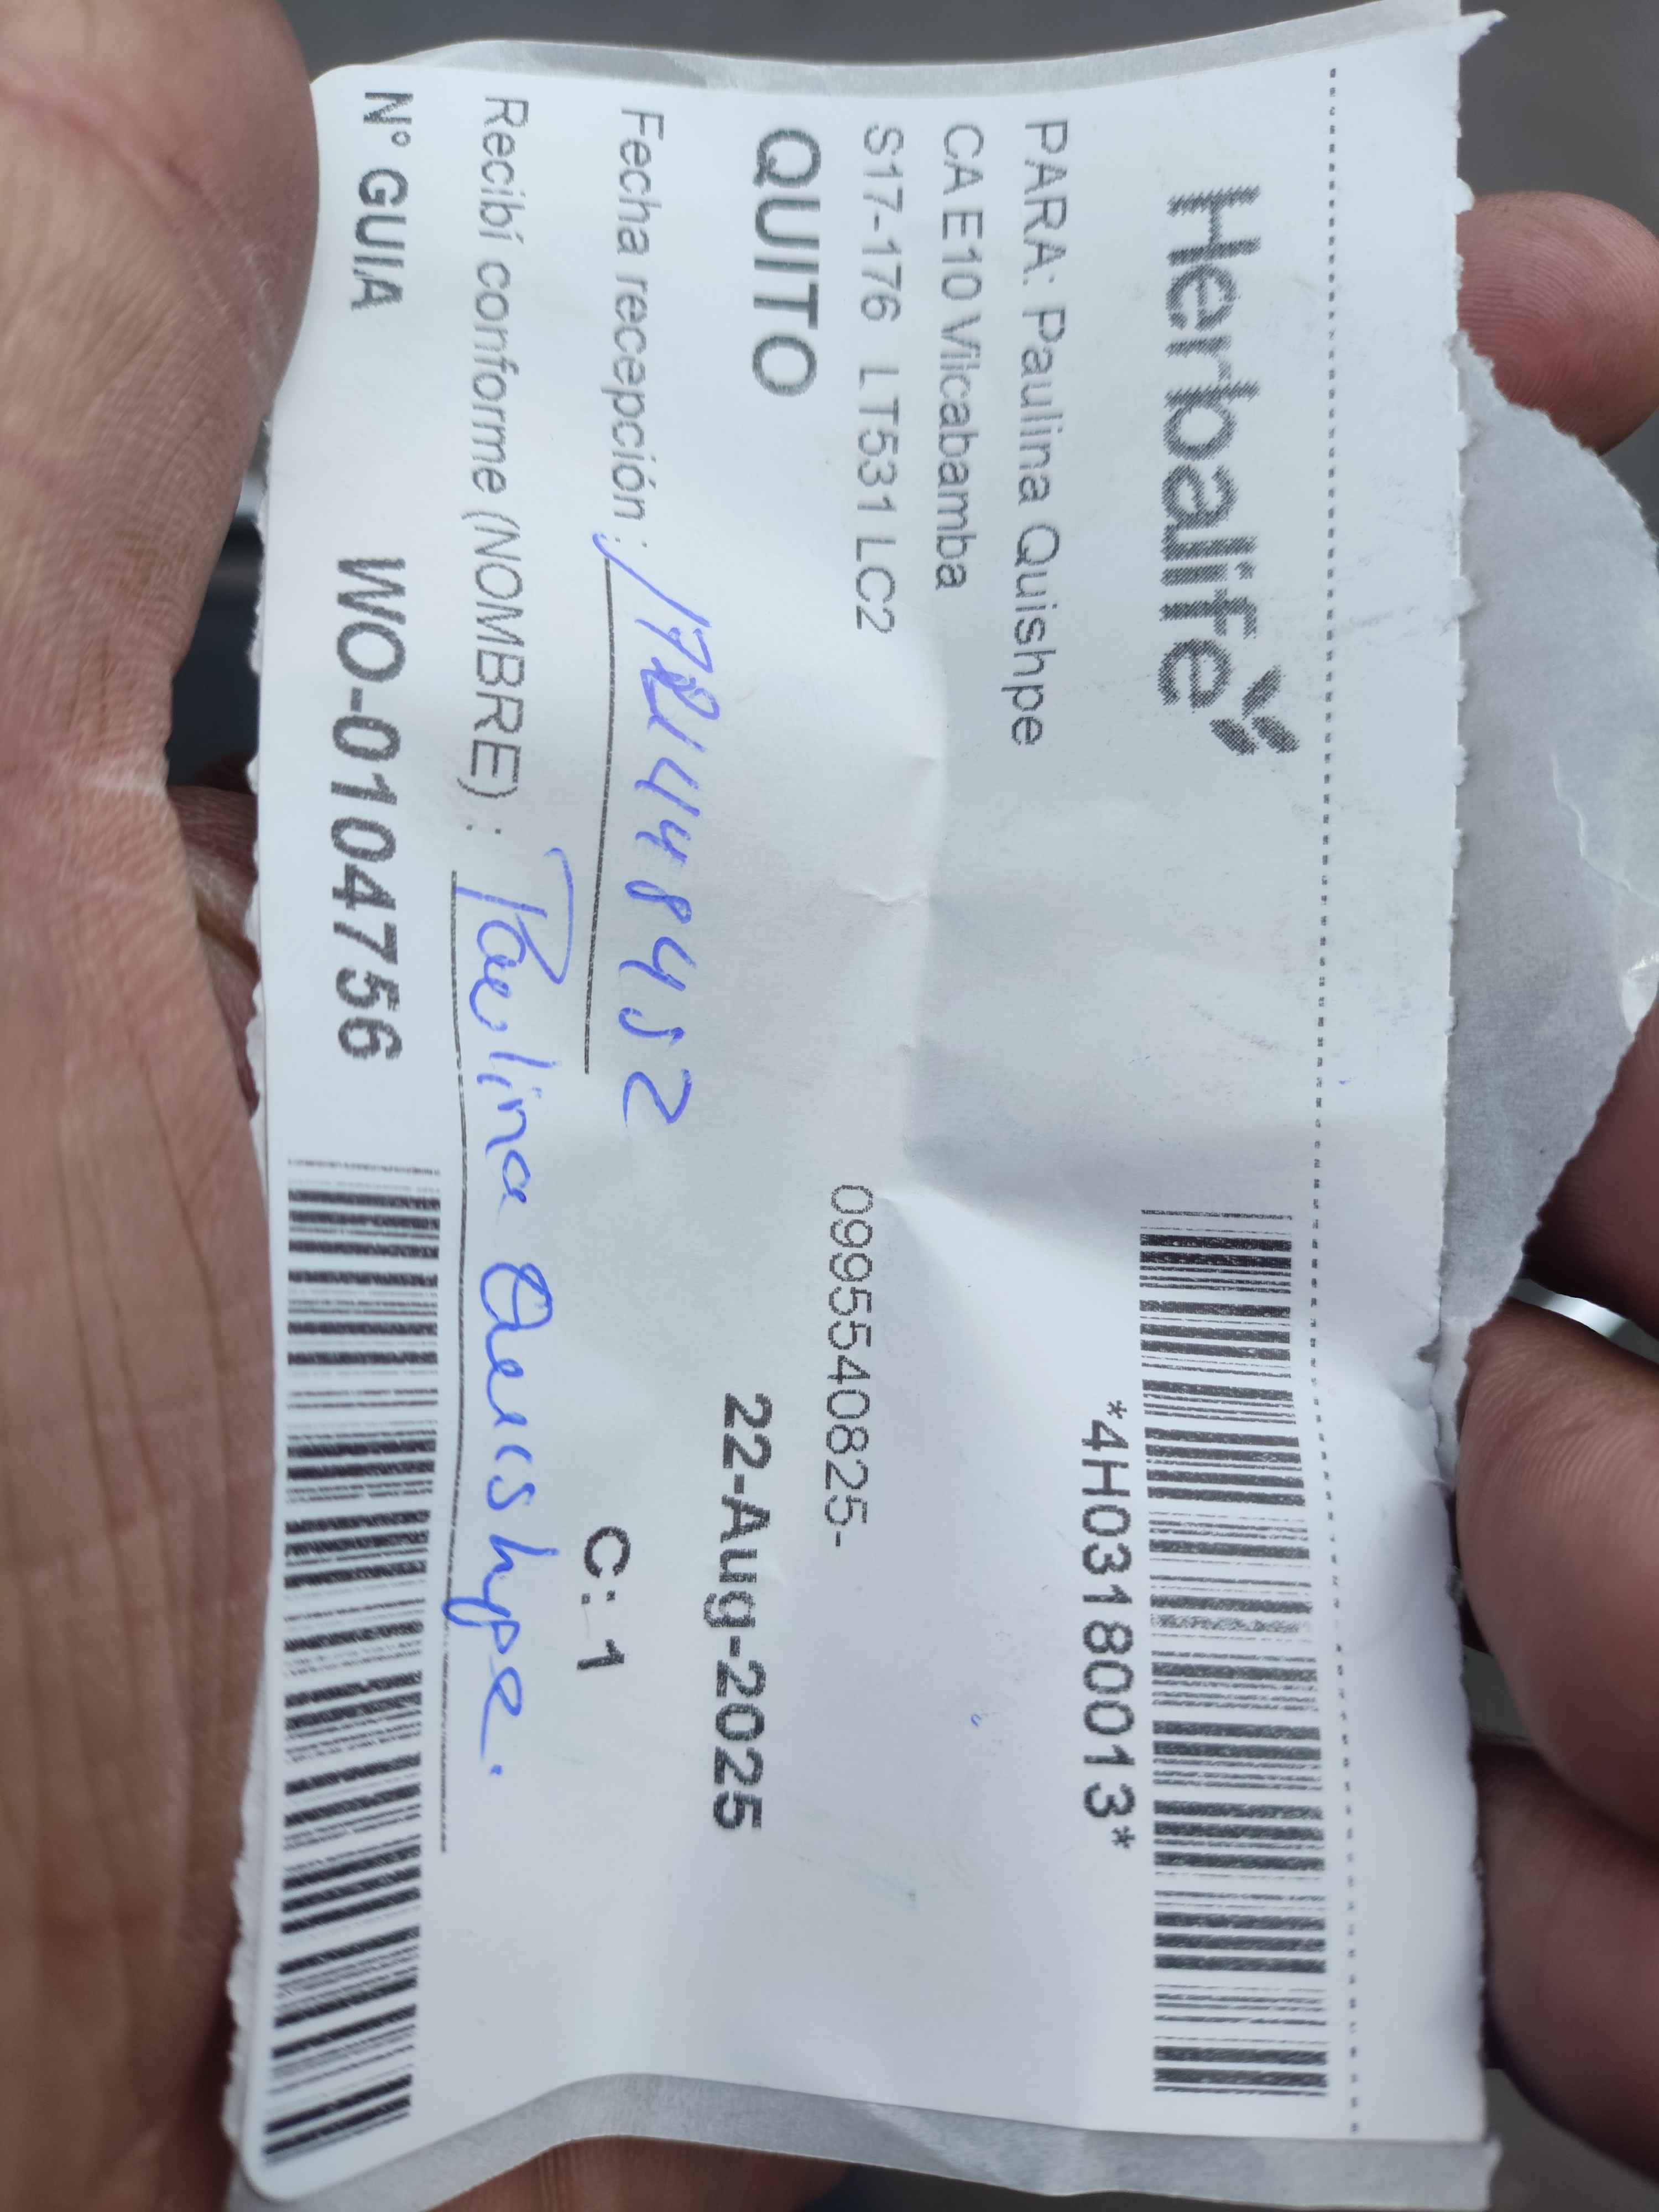 Herbalife
*4H03180013*
PARA: Paulina Quishpe
CA E10 Vilcabamba
S17-176 LT531 LC2
0995540825-
QUITO
22-Aug-2025
Fecha recepción :
C: 1
Recibí conforme (NOMBRE) : Paulina Quishpe.
N° GUIA WO-0104756